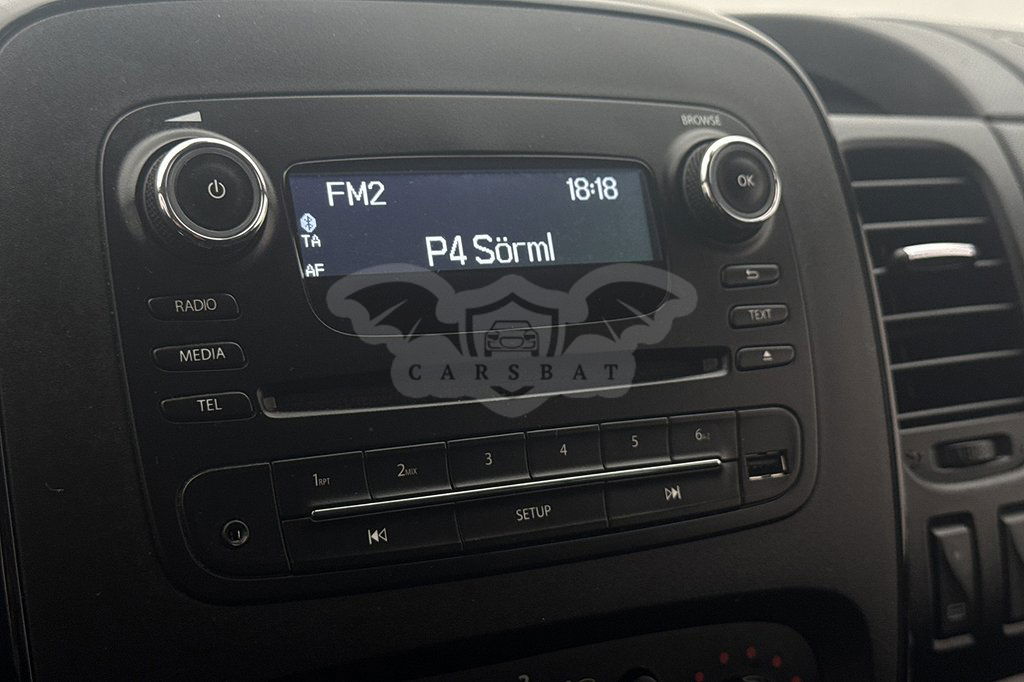 BROWSE
OK
FM2 18:18
TA
P4 Sörml
AF
RADIO
TEXT
MEDIA
CARSBAT
TEL
1RPT 2MIX 3 4 5 6A-Z
SETUP